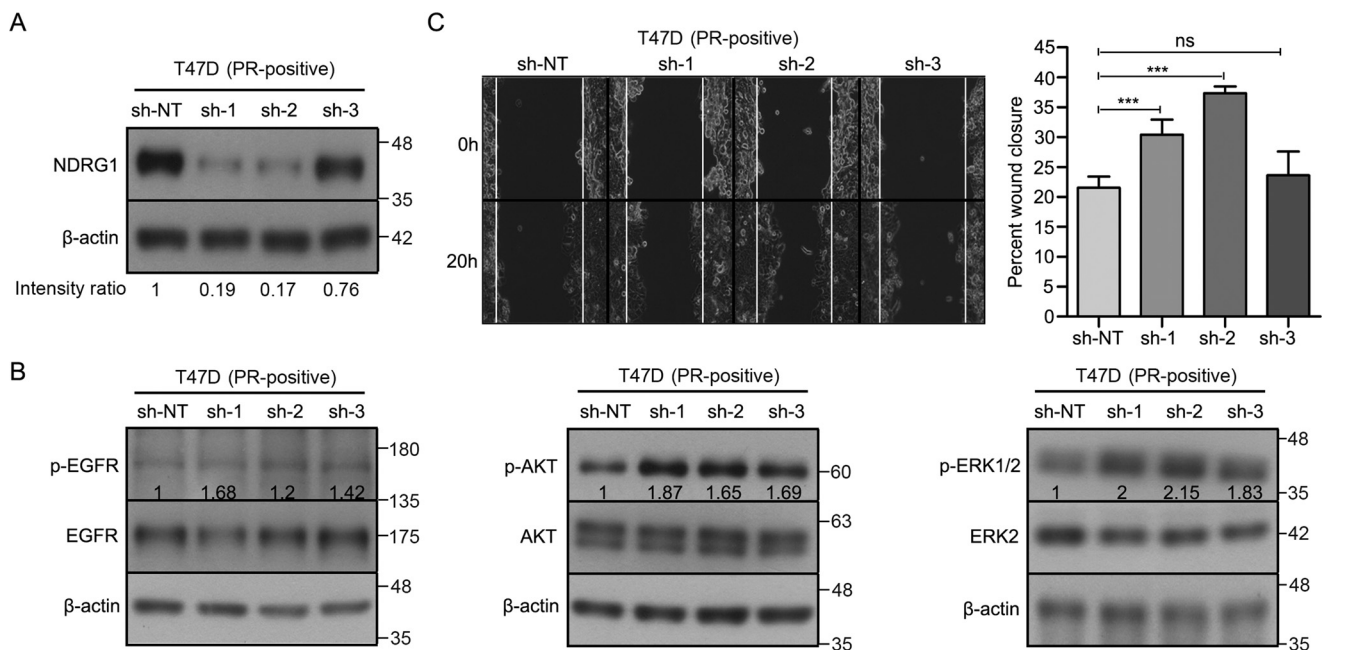 A
T47D (PR-positive)
sh-NT sh-1 sh-2 sh-3
NDRG1
48
35
β-actin
42
Intensity ratio 1 0.19 0.17 0.76
C
T47D (PR-positive)
sh-NT sh-1 sh-2 sh-3
0h
20h
Percent wound closure
45
40
35
30
25
20
15
10
5
0
ns
***
***
sh-NT sh-1 sh-2 sh-3
B
T47D (PR-positive)
sh-NT sh-1 sh-2 sh-3
p-EGFR
180
1 1.68 1.2 1.42
135
EGFR
175
β-actin
48
35
T47D (PR-positive)
sh-NT sh-1 sh-2 sh-3
p-AKT
60
1 1.87 1.65 1.69
AKT
63
β-actin
48
35
T47D (PR-positive)
sh-NT sh-1 sh-2 sh-3
p-ERK1/2
48
1 2 2.15 1.83
35
ERK2
42
β-actin
48
35